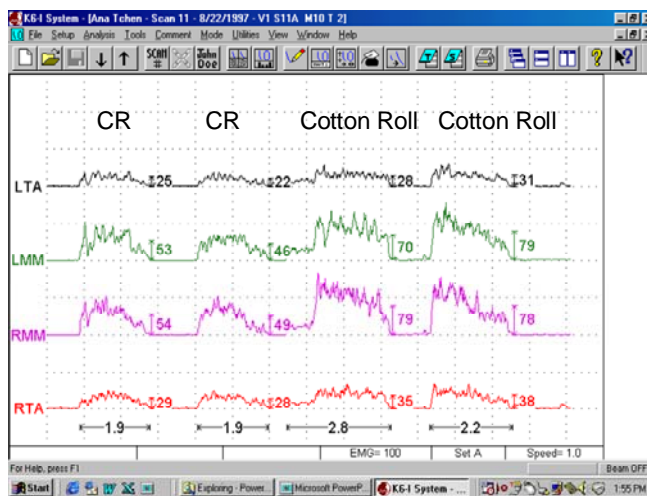 K6-I System - [Ana Tchen - Scan 11 - 8/22/1997 - V1 S11A M10 T 2]
File Setup Analysis Tools Comment Mode Utilities View Window Help
SCAN # John Doe
CR CR Cotton Roll Cotton Roll
LTA 25 22 28 31
LMM 53 46 70 79
RMM 54 49 79 78
RTA 29 28 35 38
1.9 1.9 2.8 2.2
EMG= 100 Set A Speed= 1.0
For Help, press F1 Beam OFF
Start Exploring - Power... Microsoft PowerP... K6-I System - ... 1:55 PM